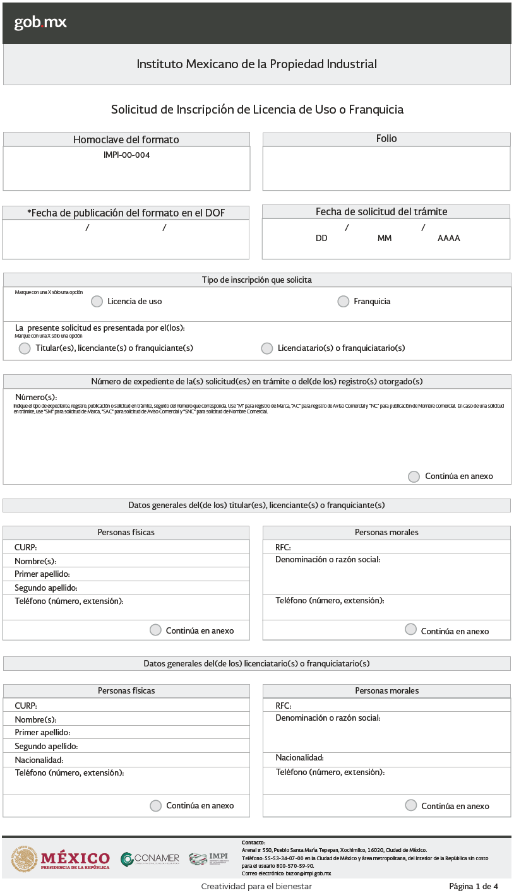 gob.mx
Instituto Mexicano de la Propiedad Industrial
Solicitud de Inscripción de Licencia de Uso o Franquicia
Homoclave del formato
Folio
IMPI-00-004
*Fecha de publicación del formato en el DOF
Fecha de solicitud del trámite
/ /
/ /
DD MM AAAA
Tipo de inscripción que solicita
Marque con una X sólo una opción
Licencia de uso
Franquicia
La presente solicitud es presentada por el(los):
Marque con una X sólo una opción
Titular(es), licenciante(s) o franquiciante(s)
Licenciatario(s) o franquiciatario(s)
Número de expediente de la(s) solicitud(es) en trámite o del(de los) registro(s) otorgado(s)
Número(s):
Indique el tipo de expediente, registro, publicación o solicitud en trámite, seguido del número que corresponda. Use "M" para registro de Marca, "AC" para registro de Aviso Comercial y "NC" para publicación de Nombre Comercial. En caso de una solicitud
en trámite, use "SM" para solicitud de Marca, "SAC" para solicitud de Aviso Comercial y "SNC" para solicitud de Nombre Comercial.
Continúa en anexo
Datos generales del(de los) titular(es), licenciante(s) o franquiciante(s)
Personas físicas
Personas morales
CURP:
Nombre(s):
Primer apellido:
Segundo apellido:
Teléfono (número, extensión):
Continúa en anexo
RFC:
Denominación o razón social:
Teléfono (número, extensión):
Continúa en anexo
Datos generales del(de los) licenciatario(s) o franquiciatario(s)
Personas físicas
Personas morales
CURP:
Nombre(s):
Primer apellido:
Segundo apellido:
Nacionalidad:
Teléfono (número, extensión):
Continúa en anexo
RFC:
Denominación o razón social:
Nacionalidad:
Teléfono (número, extensión):
Continúa en anexo
MÉXICO
PRESIDENCIA DE LA REPÚBLICA
CONAMER
IMPI
Contacto:
Arenal # 550, Pueblo Santa María Tepepan, Xochimilco, 16020, Ciudad de México.
Teléfono: 55-53-34-07-00 en la Ciudad de México y Área metropolitana, del interior de la República sin costo
para el usuario 800-570-59-90.
Correo electrónico: buzon@impi.gob.mx
Creatividad para el bienestar
Página 1 de 4